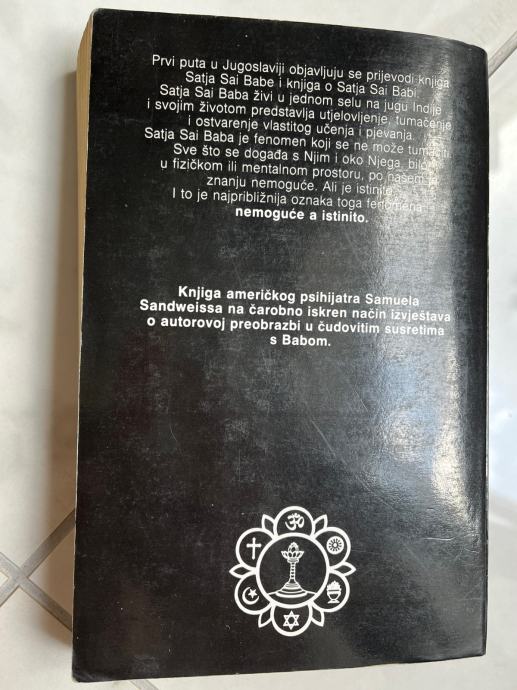 Prvi puta u Jugoslaviji objavljuju se prijevodi knjiga
Satja Sai Babe i knjiga o Satja Sai Babi.
Satja Sai Baba živi u jednom selu na jugu Indije
i svojim životom predstavlja utjelovljenje, tumačenje
i ostvarenje vlastitog učenja i pjevanja.
Satja Sai Baba je fenomen koji se ne može tumačiti.
Sve što se događa s Njim i oko Njega, bilo
u fizičkom ili mentalnom prostoru, po našem je
znanju nemoguće. Ali je istinito.
I to je najpribližnija oznaka toga fenomena:
nemoguće a istinito.
Knjiga američkog psihijatra Samuela
Sandweissa na čarobno iskren način izvještava
o autorovoj preobrazbi u čudovitim susretima
s Babom.
ॐ